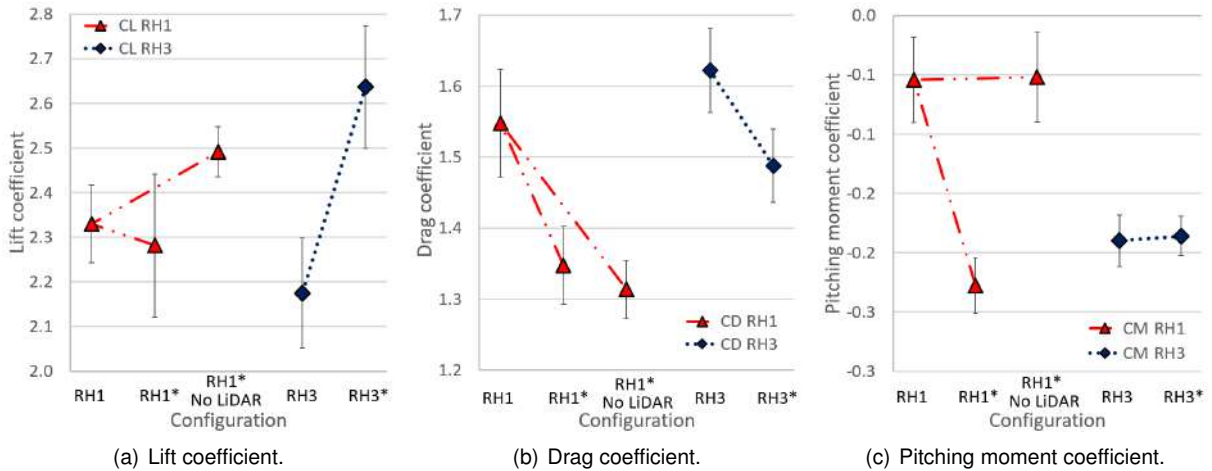 2.8
2.7
2.6
2.5
2.4
2.3
2.2
2.1
2.0
Lift coefficient
CL RH1
CL RH3
RH1
RH1*
RH1*
No LiDAR
RH3
RH3*
Configuration
(a) Lift coefficient.
1.7
1.6
1.5
1.4
1.3
1.2
Drag coefficient
CD RH1
CD RH3
RH1
RH1*
RH1*
No LiDAR
RH3
RH3*
Configuration
(b) Drag coefficient.
0.0
-0.1
-0.1
-0.2
-0.2
-0.3
-0.3
Pitching moment coefficient
CM RH1
CM RH3
RH1
RH1*
RH1*
No LiDAR
RH3
RH3*
Configuration
(c) Pitching moment coefficient.